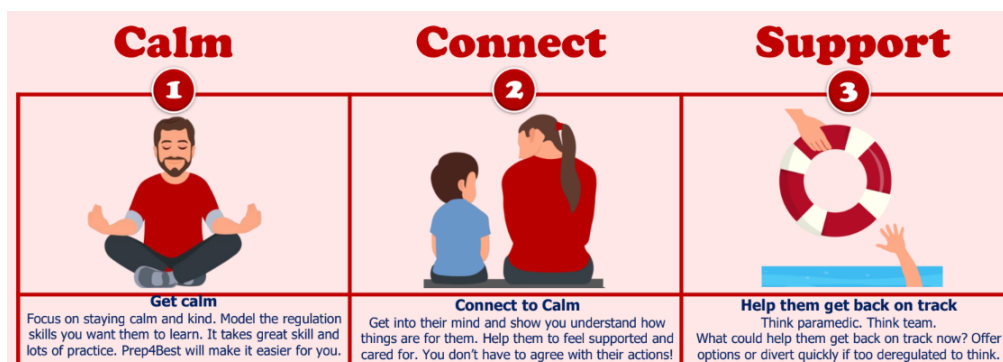 Calm
Connect
Support
1
2
3
Get calm
Focus on staying calm and kind. Model the regulation
skills you want them to learn. It takes great skill and
lots of practice. Prep4Best will make it easier for you.
Connect to Calm
Get into their mind and show you understand how
things are for them. Help them to feel supported and
cared for. You don't have to agree with their actions!
Help them get back on track
Think paramedic. Think team.
What could help them get back on track now? Offer
options or divert quickly if too deregulated to think